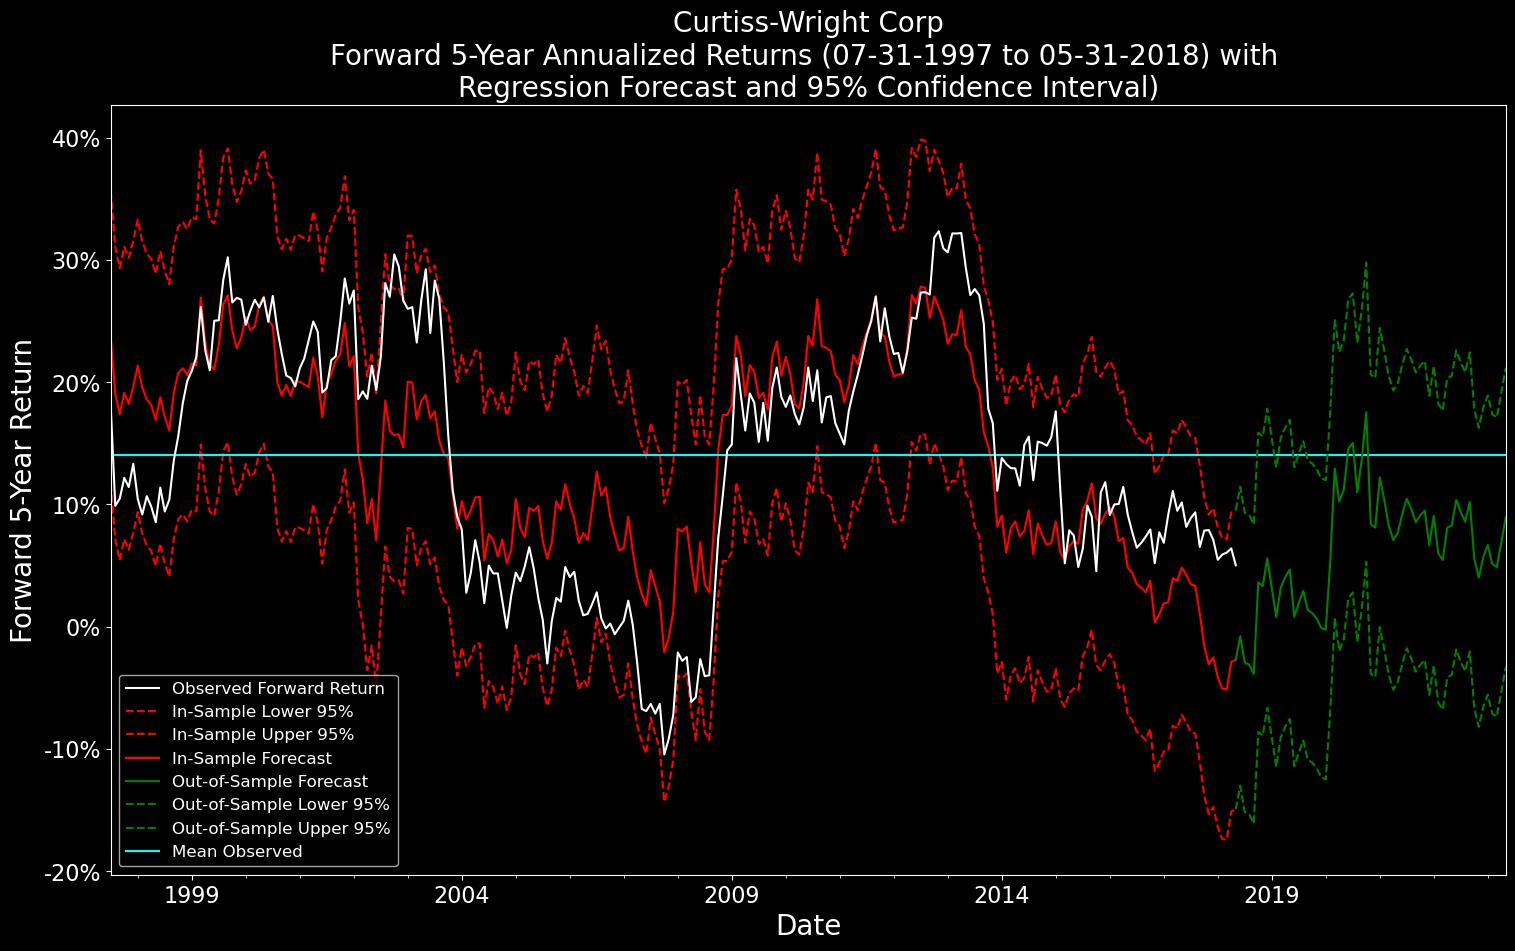 Curtiss-Wright Corp
Forward 5-Year Annualized Returns (07-31-1997 to 05-31-2018) with
Regression Forecast and 95% Confidence Interval)
Forward 5-Year Return
40%
30%
20%
10%
0%
-10%
-20%
Observed Forward Return
In-Sample Lower 95%
In-Sample Upper 95%
In-Sample Forecast
Out-of-Sample Forecast
Out-of-Sample Lower 95%
Out-of-Sample Upper 95%
Mean Observed
1999
2004
2009
2014
2019
Date